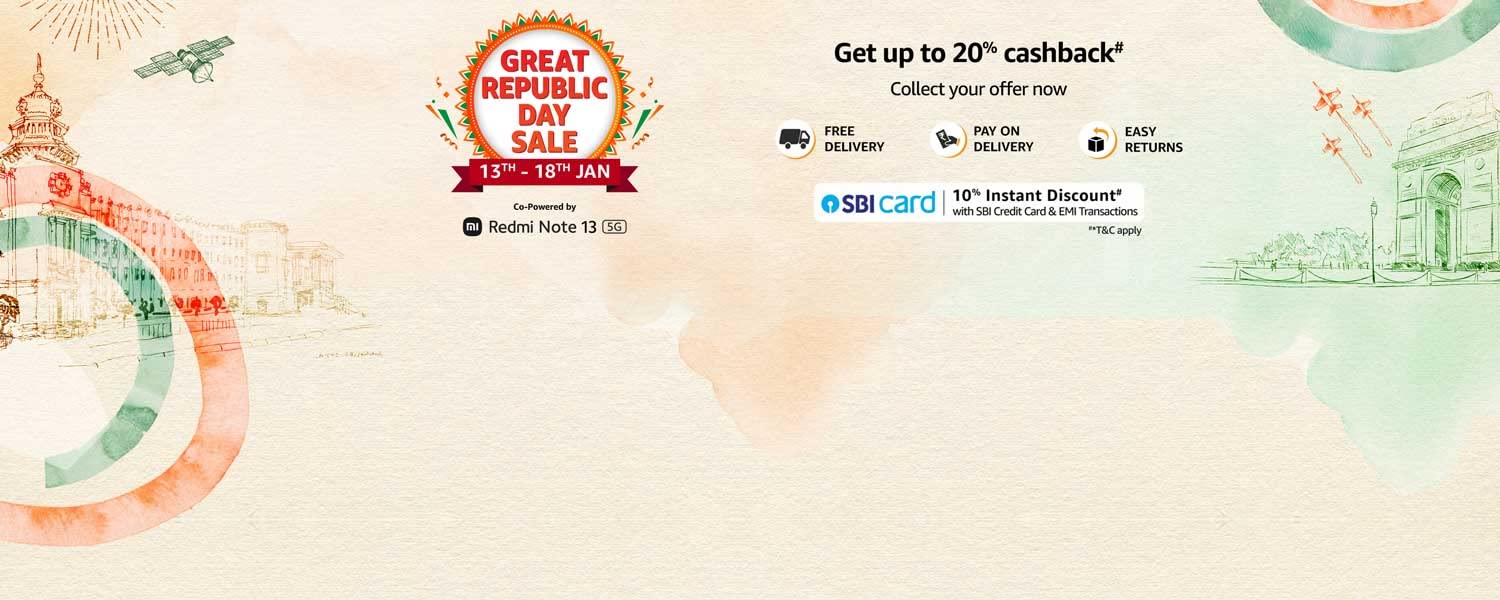 GREAT
REPUBLIC
DAY
SALE
13TH - 18TH JAN
Co-Powered by
mi Redmi Note 13 5G
Get up to 20% cashback#
Collect your offer now
FREE
DELIVERY
PAY ON
DELIVERY
EASY
RETURNS
SBI card
10% Instant Discount#
with SBI Credit Card & EMI Transactions
#*T&C apply